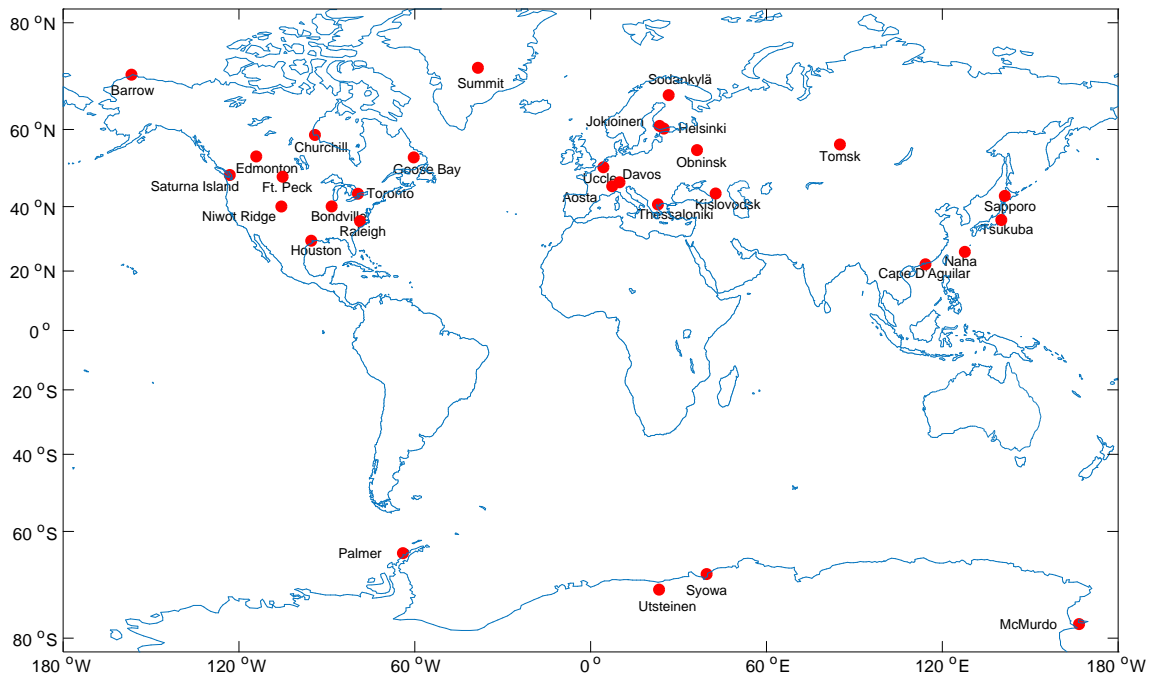 80 °N
Barrow
Summit
Sodankylä
60 °N
Jokioinen
Helsinki
Churchill
Obninsk
Tomsk
Edmonton
Goose Bay
Saturna Island
Ft. Peck
Toronto
Uccle
Davos
Aosta
Kislovodsk
40 °N
Niwot Ridge
Bondville
Thessaloniki
Sapporo
Raleigh
Tsukuba
Houston
Naha
20 °N
Cape D'Aguilar
0 °
20 °S
40 °S
60 °S
Palmer
Syowa
Utsteinen
McMurdo
80 °S
180 °W
120 °W
60 °W
0 °
60 °E
120 °E
180 °W